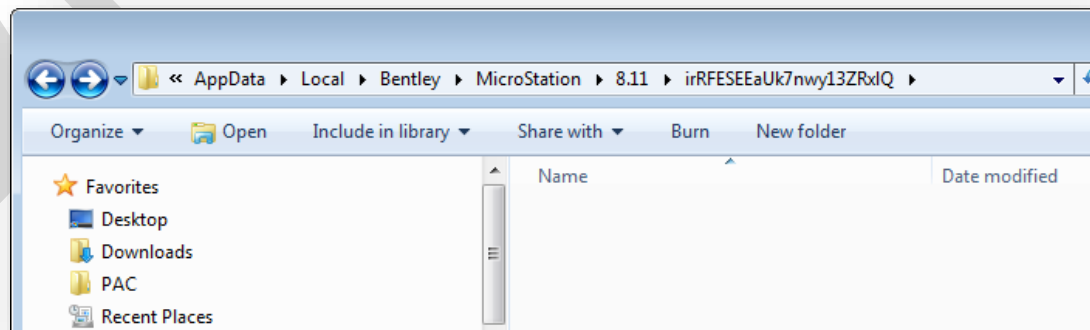 « AppData ▸ Local ▸ Bentley ▸ MicroStation ▸ 8.11 ▸ irRFESEEaUk7nwy13ZRxlQ ▸
Organize ▾ Open Include in library ▾ Share with ▾ Burn New folder
Name Date modified
Favorites
Desktop
Downloads
PAC
Recent Places